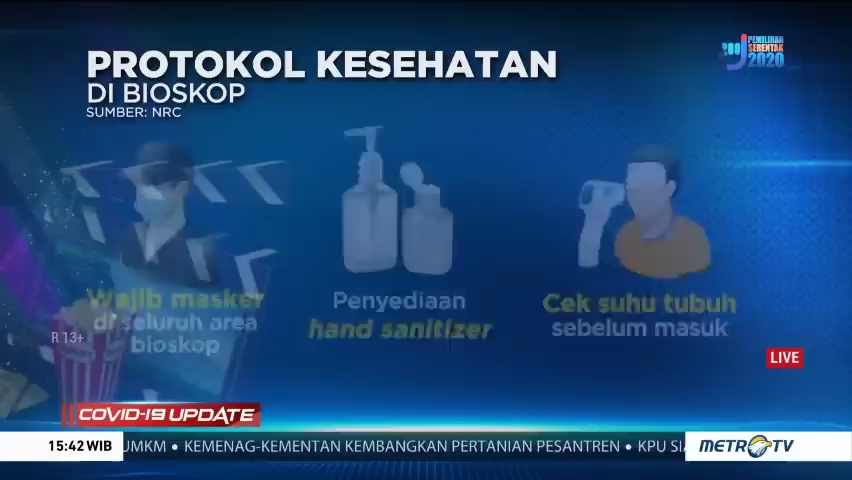 PROTOKOL KESEHATAN
DI BIOSKOP
SUMBER: NRC
PEMILIHAN
SERENTAK
2020
Wajib masker
di seluruh area
bioskop
Penyediaan
hand sanitizer
Cek suhu tubuh
sebelum masuk
R 13+
LIVE
COVID-19 UPDATE
15:42 WIB
UMKM • KEMENAG-KEMENTAN KEMBANGKAN PERTANIAN PESANTREN • KPU SIA
METRO TV